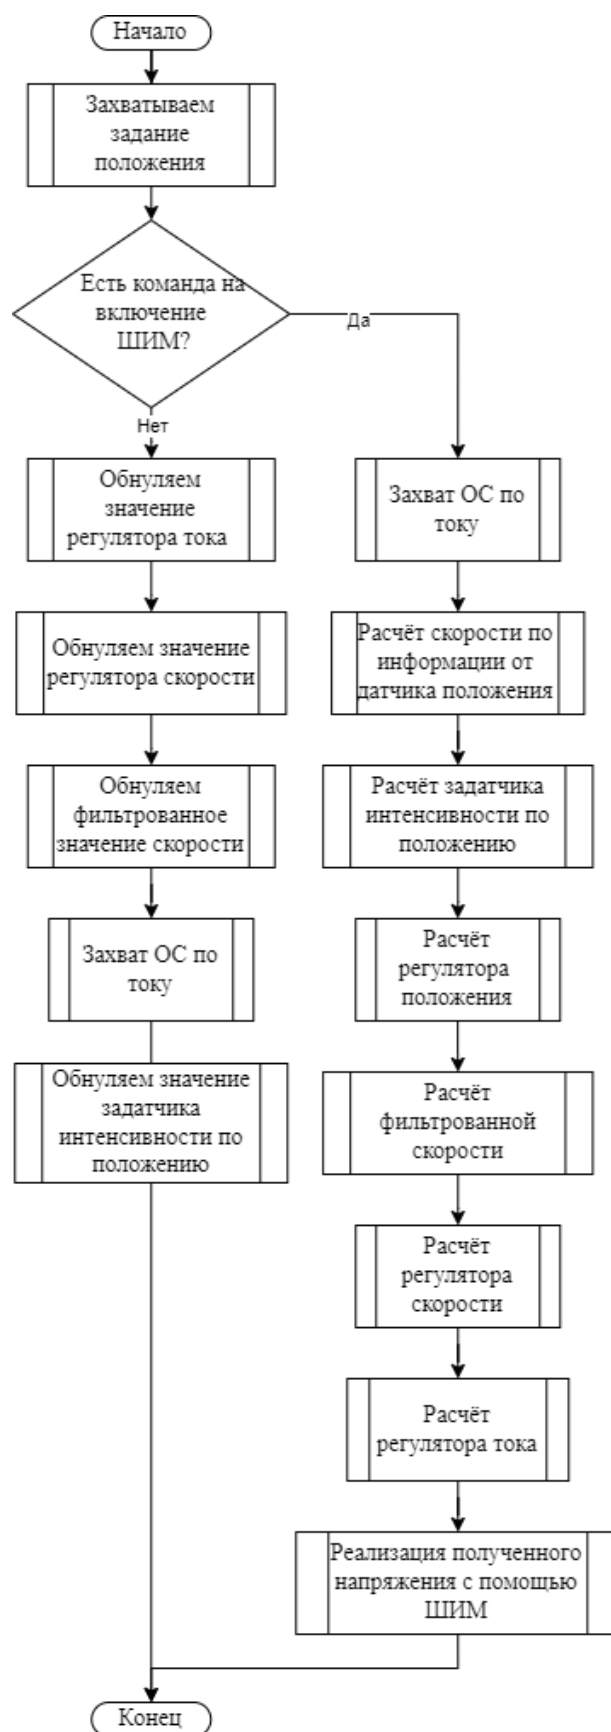 Начало
Захватываем
задание
положения
Есть команда на
включение
ШИМ?
Да
Нет
Обнуляем
значение
регулятора тока
Обнуляем значение
регулятора скорости
Обнуляем
фильтрованное
значение скорости
Захват ОС по
току
Обнуляем значение
задатчика
интенсивности по
положению
Захват ОС по
току
Расчёт скорости по
информации от
датчика положения
Расчёт задатчика
интенсивности по
положению
Расчёт
регулятора
положения
Расчёт
фильтрованной
скорости
Расчёт
регулятора
скорости
Расчёт
регулятора тока
Реализация полученного
напряжения с помощью
ШИМ
Конец